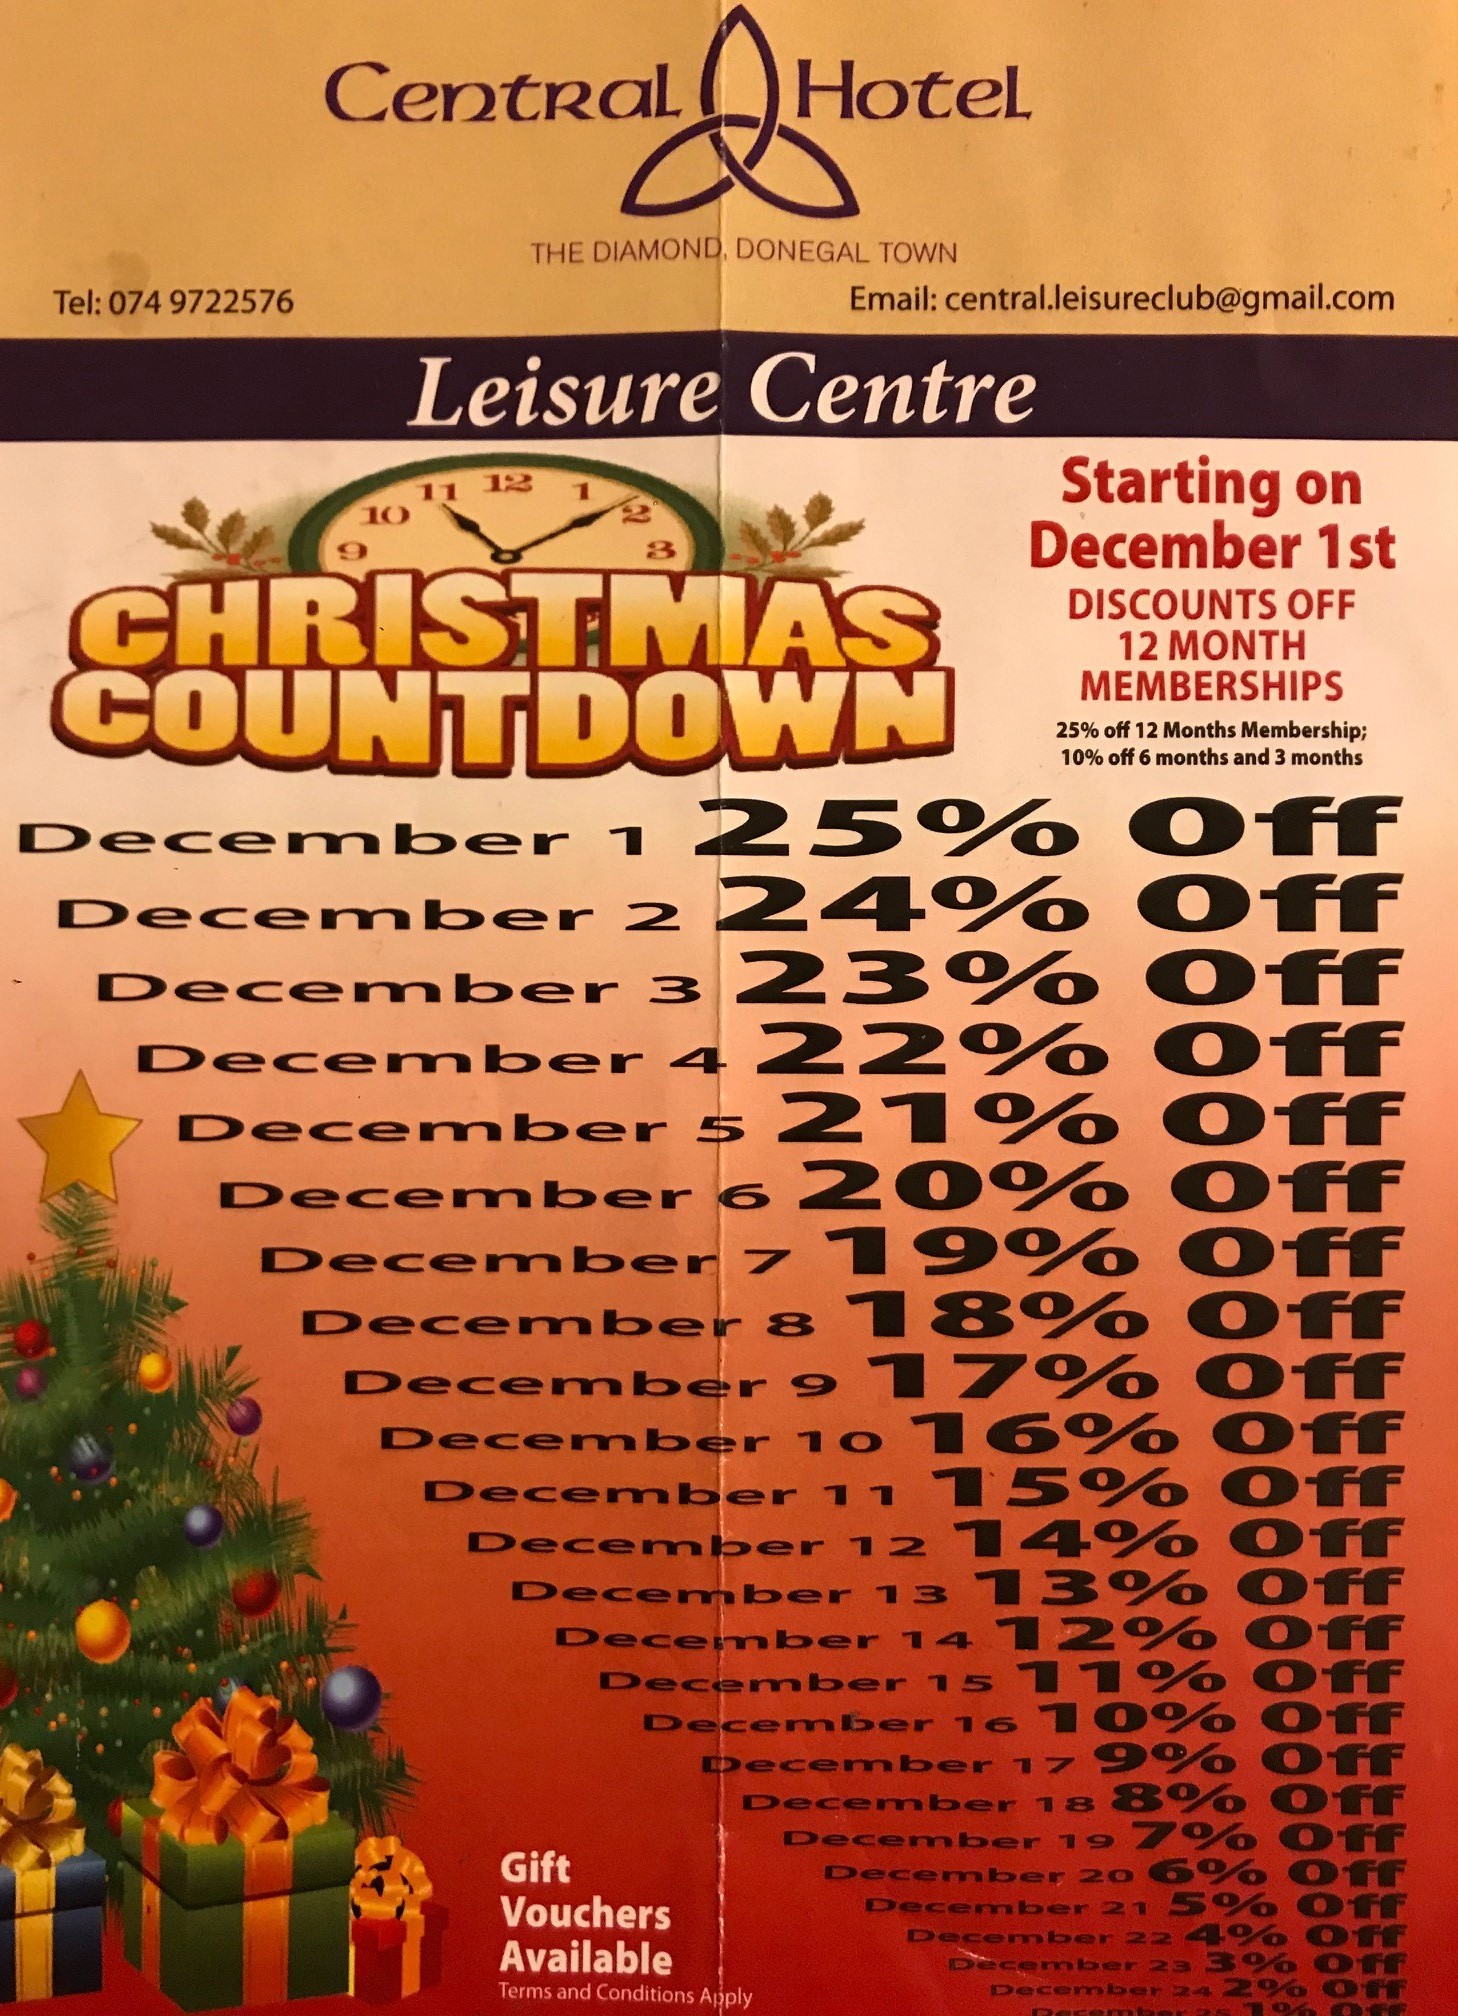 Central Hotel
THE DIAMOND, DONEGAL TOWN
Tel: 074 9722576
Email: central.leisureclub@gmail.com
Leisure Centre
9 10 11 12 1 2 3
CHRISTMAS
COUNTDOWN
Starting on
December 1st
DISCOUNTS OFF
12 MONTH
MEMBERSHIPS
25% off 12 Months Membership;
10% off 6 months and 3 months
December 1 25% Off
December 2 24% Off
December 3 23% Off
December 4 22% Off
December 5 21% Off
December 6 20% Off
December 7 19% Off
December 8 18% Off
December 9 17% Off
December 10 16% Off
December 11 15% Off
December 12 14% Off
December 13 13% Off
December 14 12% Off
December 15 11% Off
December 16 10% Off
December 17 9% Off
December 18 8% Off
December 19 7% Off
December 20 6% Off
December 21 5% Off
December 22 4% Off
December 23 3% Off
December 24 2% Off
December 25 1% Off
Gift
Vouchers
Available
Terms and Conditions Apply